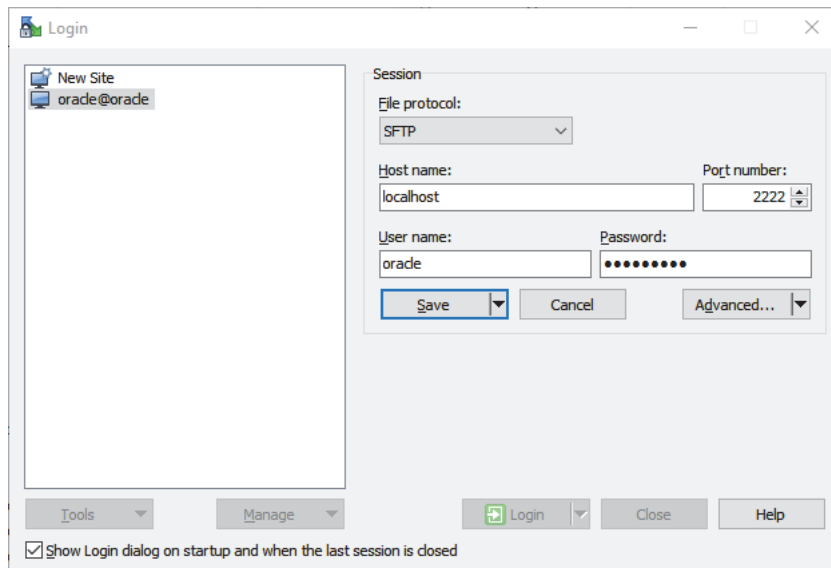 Login
New Site
oracle@oracle
Session
File protocol:
SFTP
Host name:
Port number:
localhost
2222
User name:
Password:
oracle
•••••••••
Save
Cancel
Advanced...
Tools
Manage
Login
Close
Help
Show Login dialog on startup and when the last session is closed